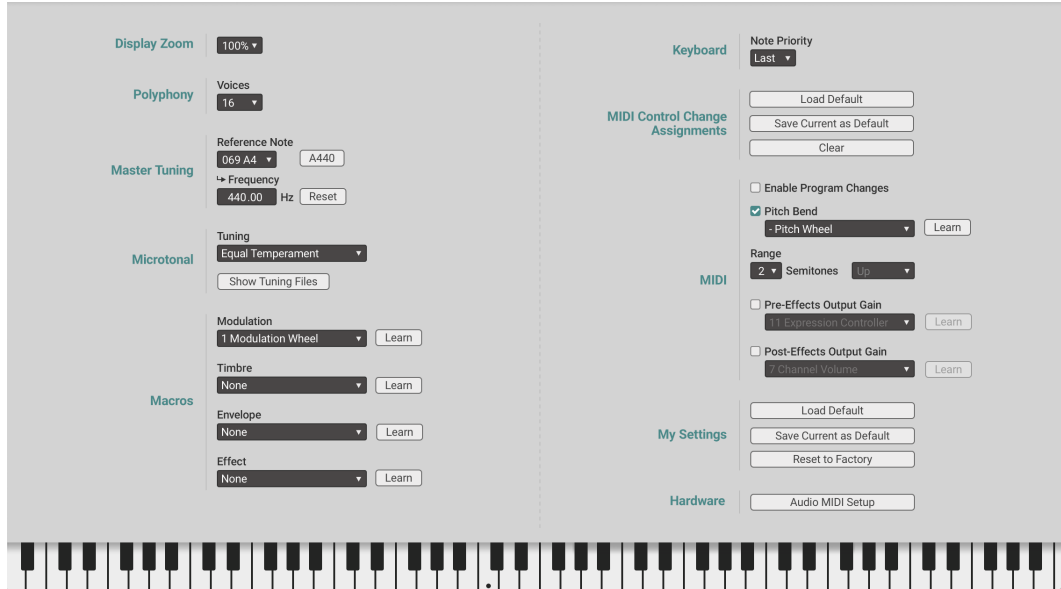 Display Zoom
100%
Polyphony
Voices
16
Master Tuning
Reference Note
069 A4
A440
Frequency
440.00 Hz
Reset
Microtonal
Tuning
Equal Temperament
Show Tuning Files
Macros
Modulation
1 Modulation Wheel
Learn
Timbre
None
Learn
Envelope
None
Learn
Effect
None
Learn
Keyboard
Note Priority
Last
MIDI Control Change
Assignments
Load Default
Save Current as Default
Clear
MIDI
Enable Program Changes
Pitch Bend
- Pitch Wheel
Learn
Range
2 Semitones
Up
Pre-Effects Output Gain
11 Expression Controller
Learn
Post-Effects Output Gain
7 Channel Volume
Learn
My Settings
Load Default
Save Current as Default
Reset to Factory
Hardware
Audio MIDI Setup